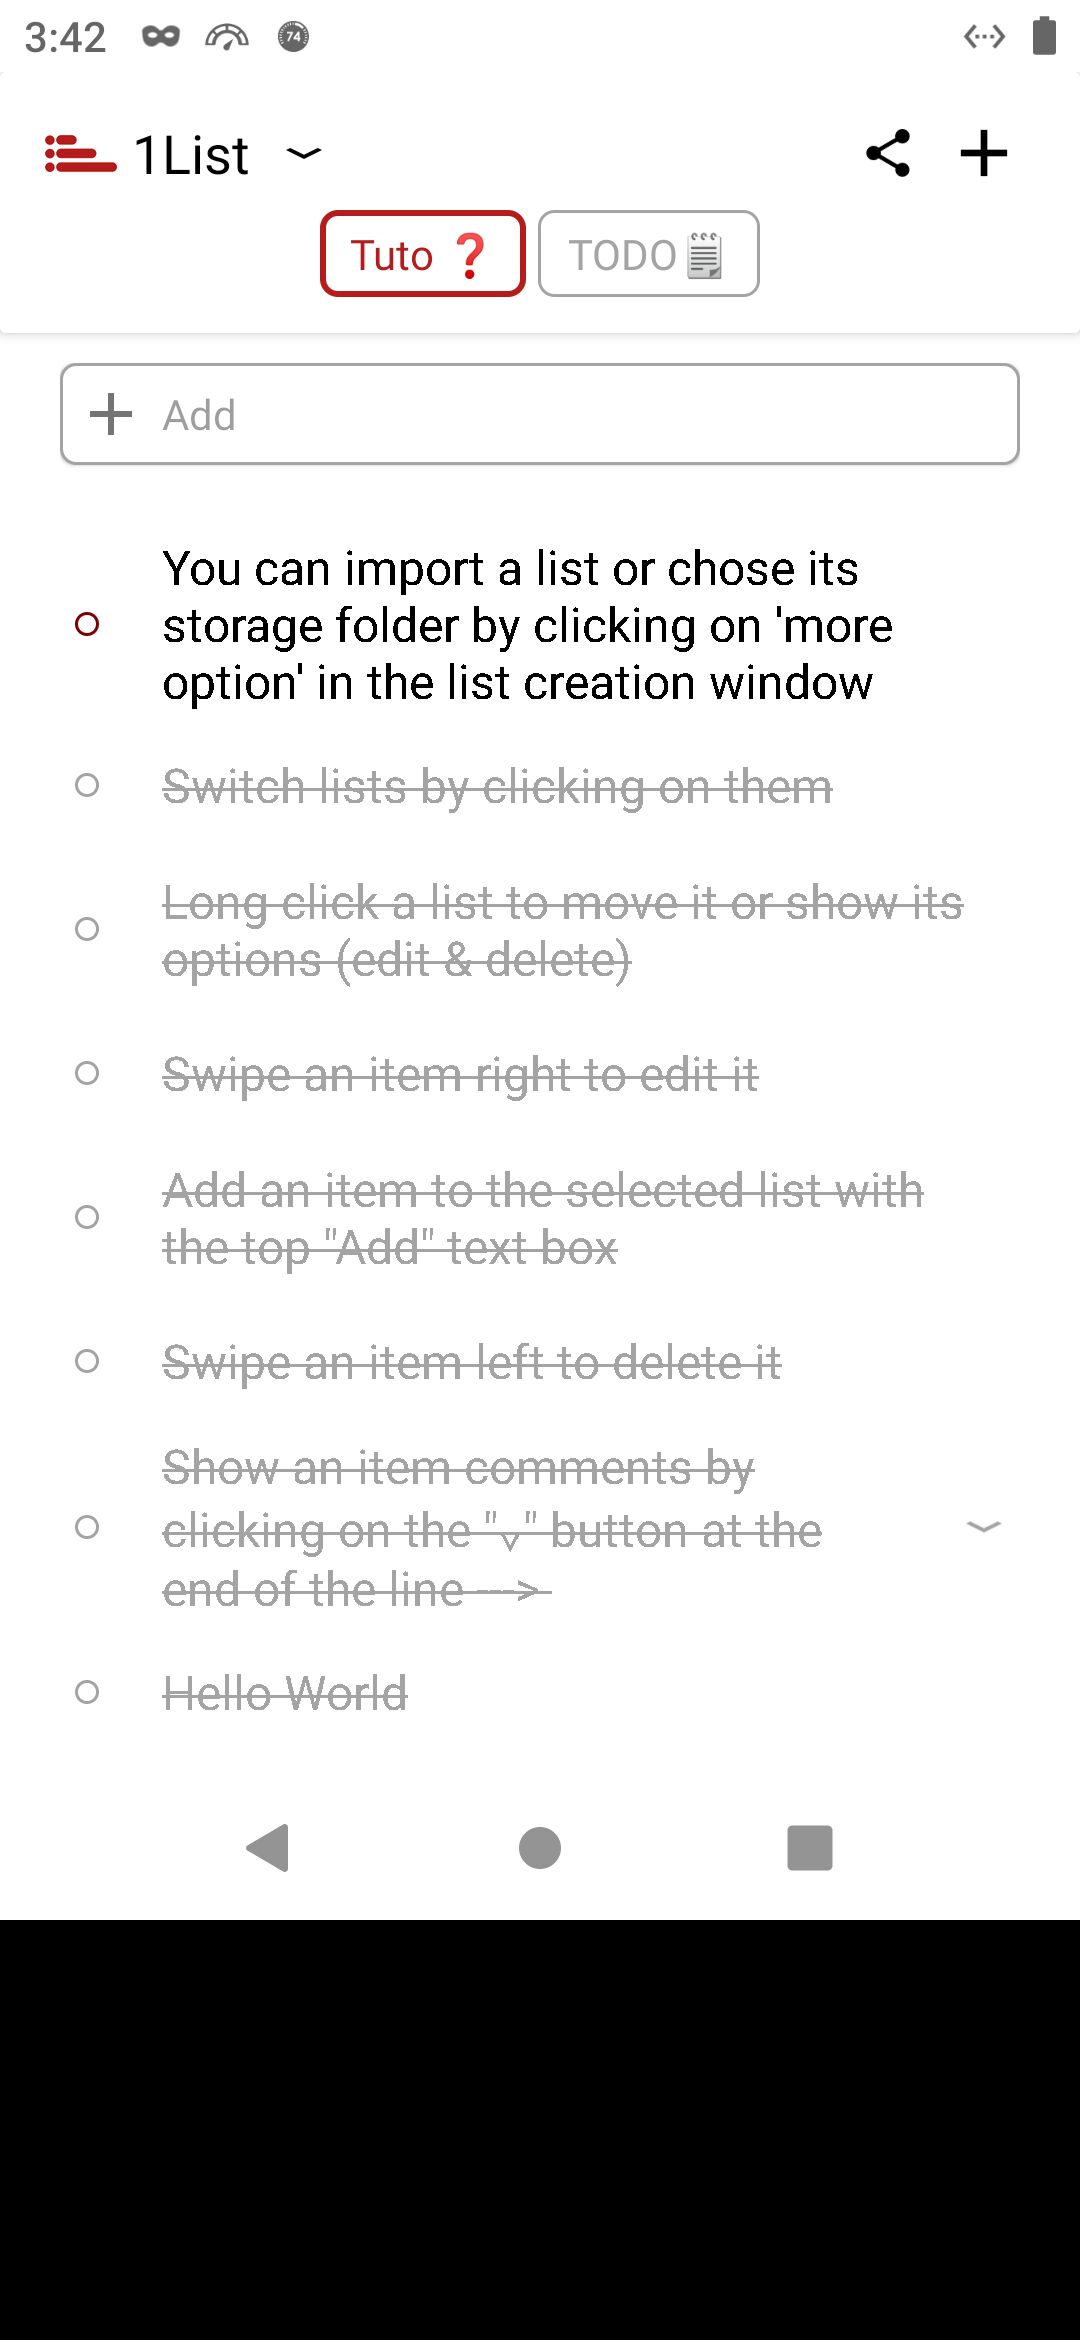 3:42
74
1List
Tuto ❓
TODO🗒
Add
You can import a list or chose its
storage folder by clicking on 'more
option' in the list creation window
Switch lists by clicking on them
Long click a list to move it or show its
options (edit & delete)
Swipe an item right to edit it
Add an item to the selected list with
the top "Add" text box
Swipe an item left to delete it
Show an item comments by
clicking on the "⌄" button at the
end of the line --->
Hello World